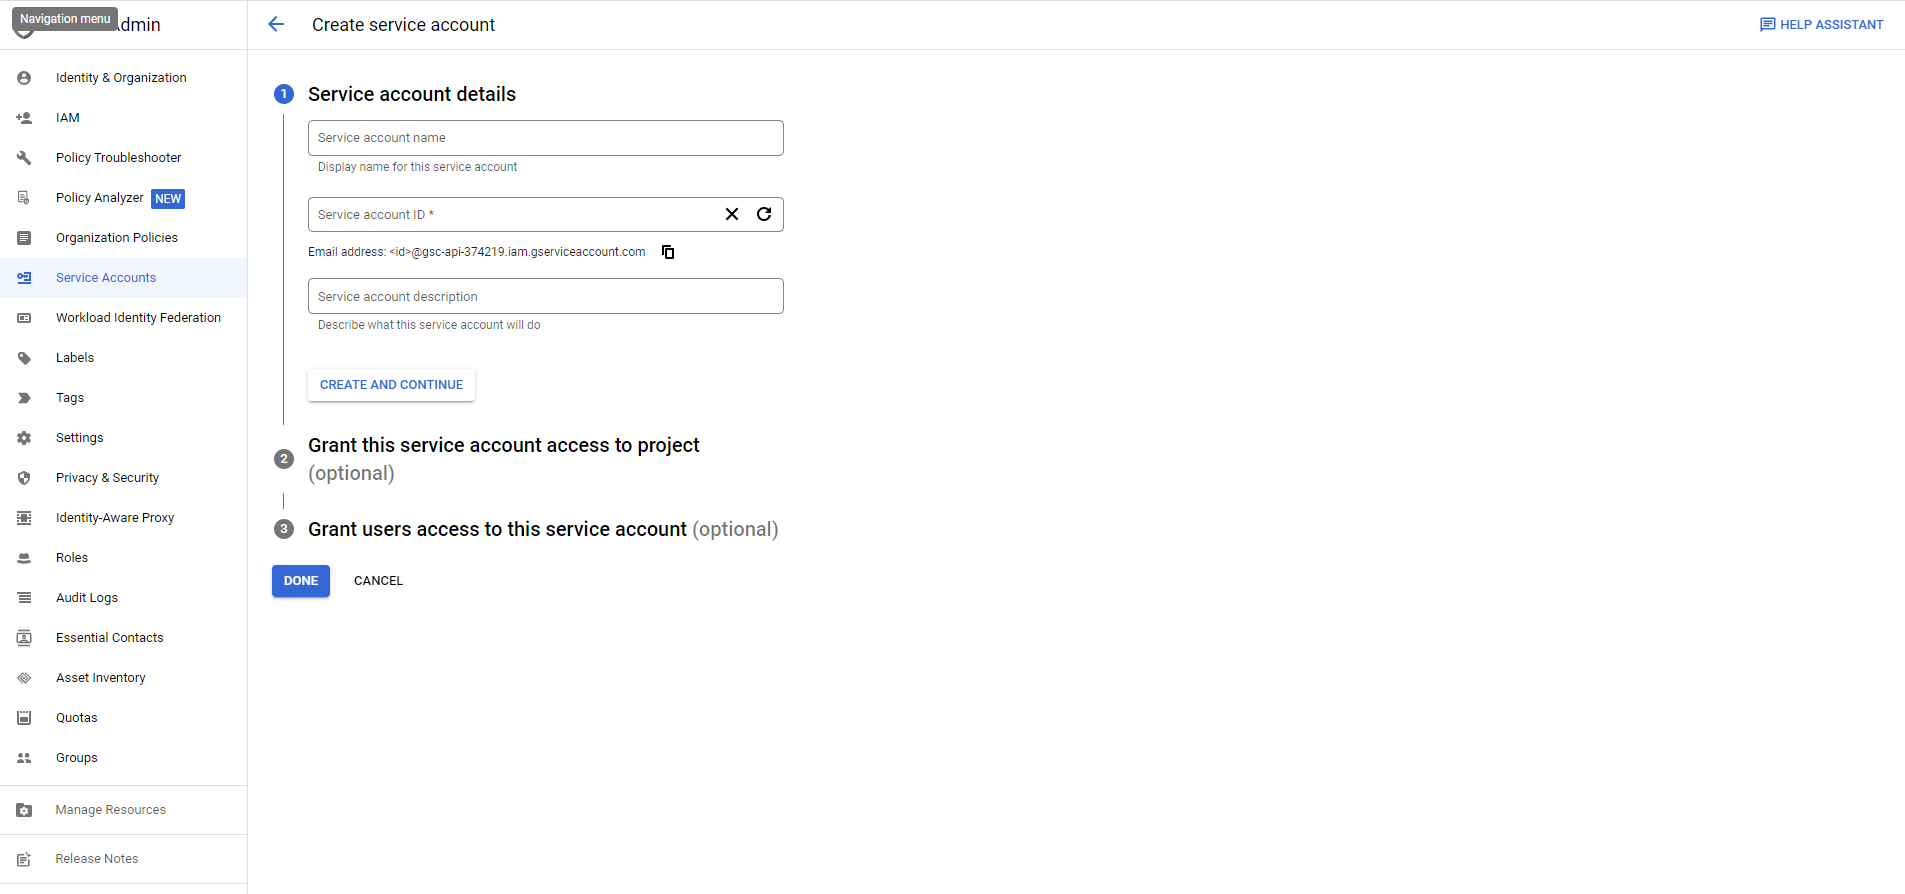 Navigation menu
Admin
Create service account
HELP ASSISTANT
Identity & Organization
IAM
Policy Troubleshooter
Policy Analyzer NEW
Organization Policies
Service Accounts
Workload Identity Federation
Labels
Tags
Settings
Privacy & Security
Identity-Aware Proxy
Roles
Audit Logs
Essential Contacts
Asset Inventory
Quotas
Groups
Manage Resources
Release Notes
1 Service account details
Service account name
Display name for this service account
Service account ID *
Email address: <id>@gsc-api-374219.iam.gserviceaccount.com
Service account description
Describe what this service account will do
CREATE AND CONTINUE
2 Grant this service account access to project
(optional)
3 Grant users access to this service account (optional)
DONE CANCEL